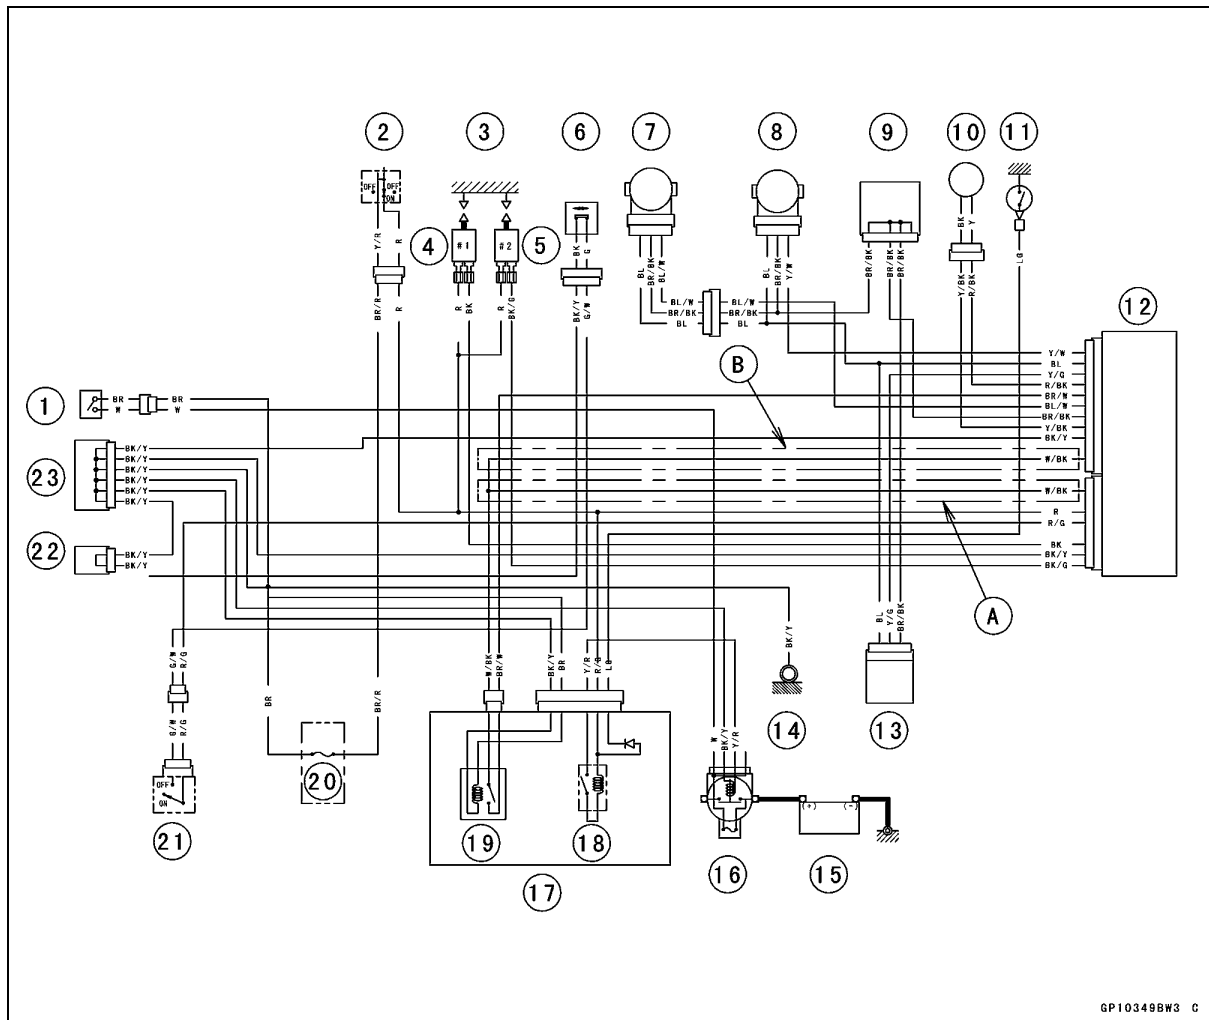 2
3
6
7
8
9
10
11
OFF
OFF
ON
4
#1
#2
5
BK
G
Y/R
R
BK
Y
LG
12
BR/R
R
R
BK
R
BK/G
BK/Y
G/W
BL
BR/BK
BL/W
BL
BR/BK
Y/W
BR/BK
BR/BK
BR/BK
Y/BK
R/BK
BL/W
BR/BK
BL
BL/W
BR/BK
BL
B
Y/W
BL
Y/G
R/BK
BR/W
BL/W
BR/BK
Y/BK
BK/Y
W/BK
W/BK
R
R/G
BK
BK/Y
BK/G
1
BR
W
BR
W
23
BK/Y
BK/Y
BK/Y
BK/Y
BK/Y
BK/Y
22
BK/Y
BK/Y
A
G/W
R/G
G/W
R/G
BR
BR/R
W/BK
BR/W
BK/Y
BR
Y/R
R/G
LG
BK/Y
BL
Y/G
BR/BK
W
BK/Y
Y/R
OFF
ON
21
20
19
18
17
16
(+)
(-)
15
14
13
GP10349BW3 C